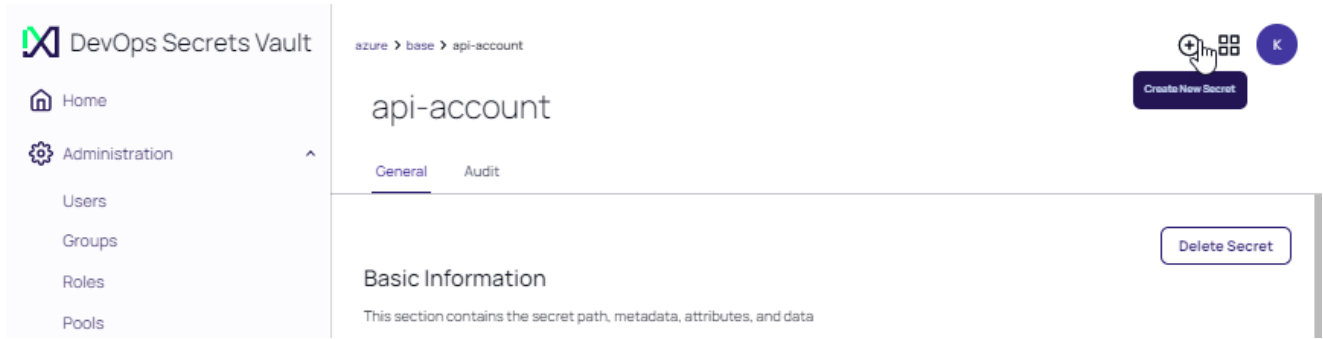 DevOps Secrets Vault
Home
Administration
Users
Groups
Roles
Pools
azure > base > api-account
K
Create New Secret
api-account
General Audit
Delete Secret
Basic Information
This section contains the secret path, metadata, attributes, and data